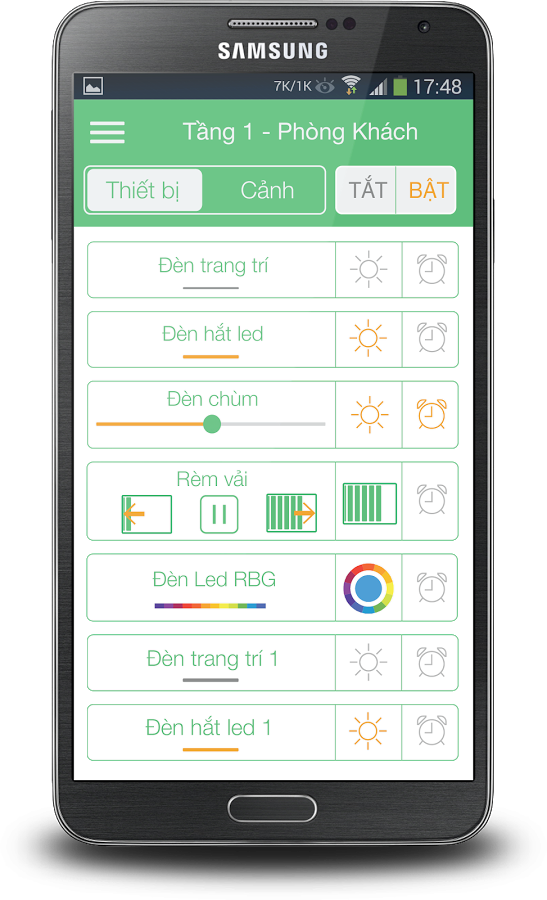 SAMSUNG
7K/1K 17:48
Tầng 1 - Phòng Khách
Thiết bị Cảnh TẮT BẬT
Đèn trang trí
Đèn hắt led
Đèn chùm
Rèm vải
Đèn Led RBG
Đèn trang trí 1
Đèn hắt led 1